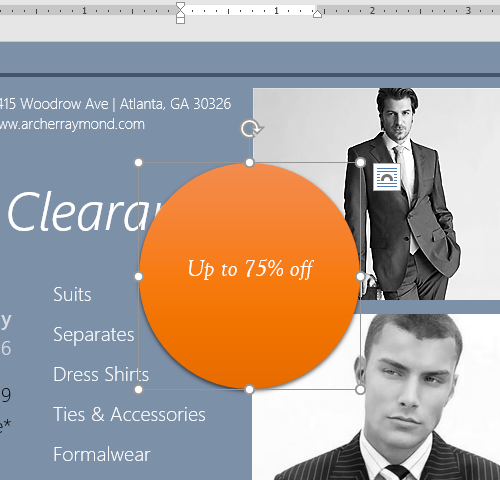 1 1 2 3
415 Woodrow Ave | Atlanta, GA 30326
www.archerraymond.com
Clearan
Up to 75% off
Suits
Separates
Dress Shirts
Ties & Accessories
Formalwear
y
6
9
e*